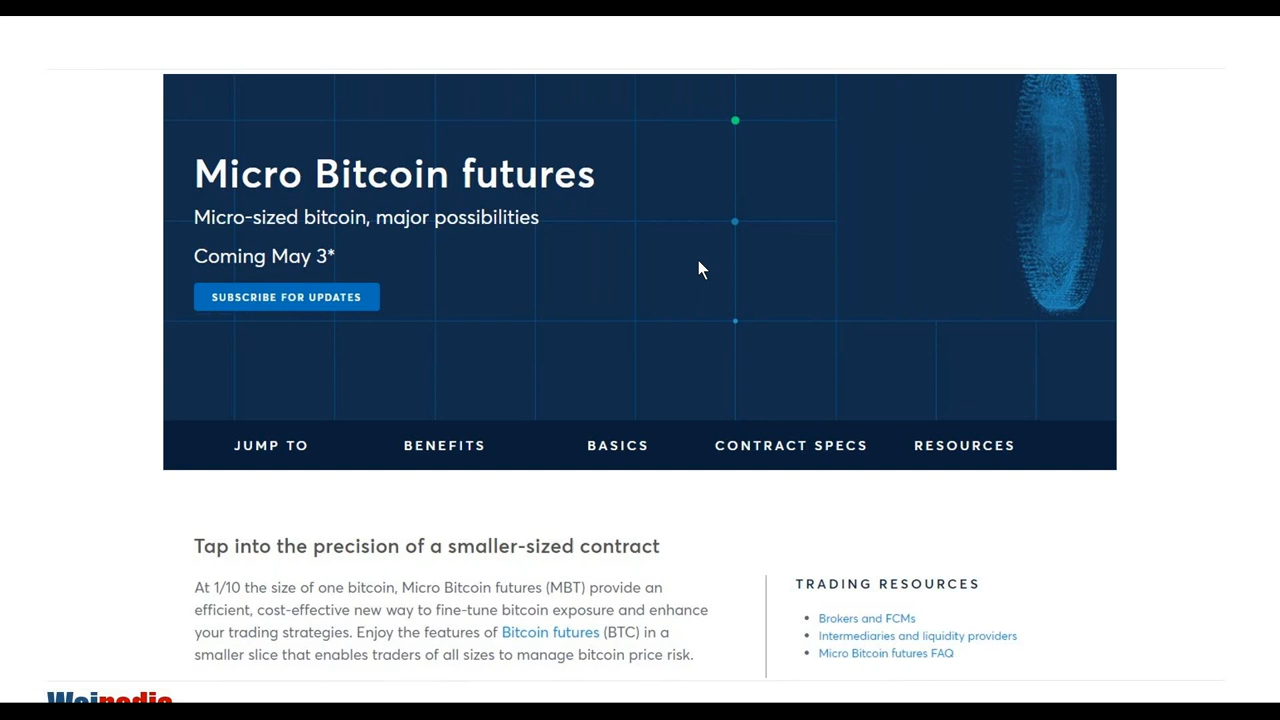 Micro Bitcoin futures
Micro-sized bitcoin, major possibilities
Coming May 3*
SUBSCRIBE FOR UPDATES
JUMP TO BENEFITS BASICS CONTRACT SPECS RESOURCES
Tap into the precision of a smaller-sized contract
At 1/10 the size of one bitcoin, Micro Bitcoin futures (MBT) provide an
efficient, cost-effective new way to fine-tune bitcoin exposure and enhance
your trading strategies. Enjoy the features of Bitcoin futures (BTC) in a
smaller slice that enables traders of all sizes to manage bitcoin price risk.
TRADING RESOURCES
Brokers and FCMs
Intermediaries and liquidity providers
Micro Bitcoin futures FAQ